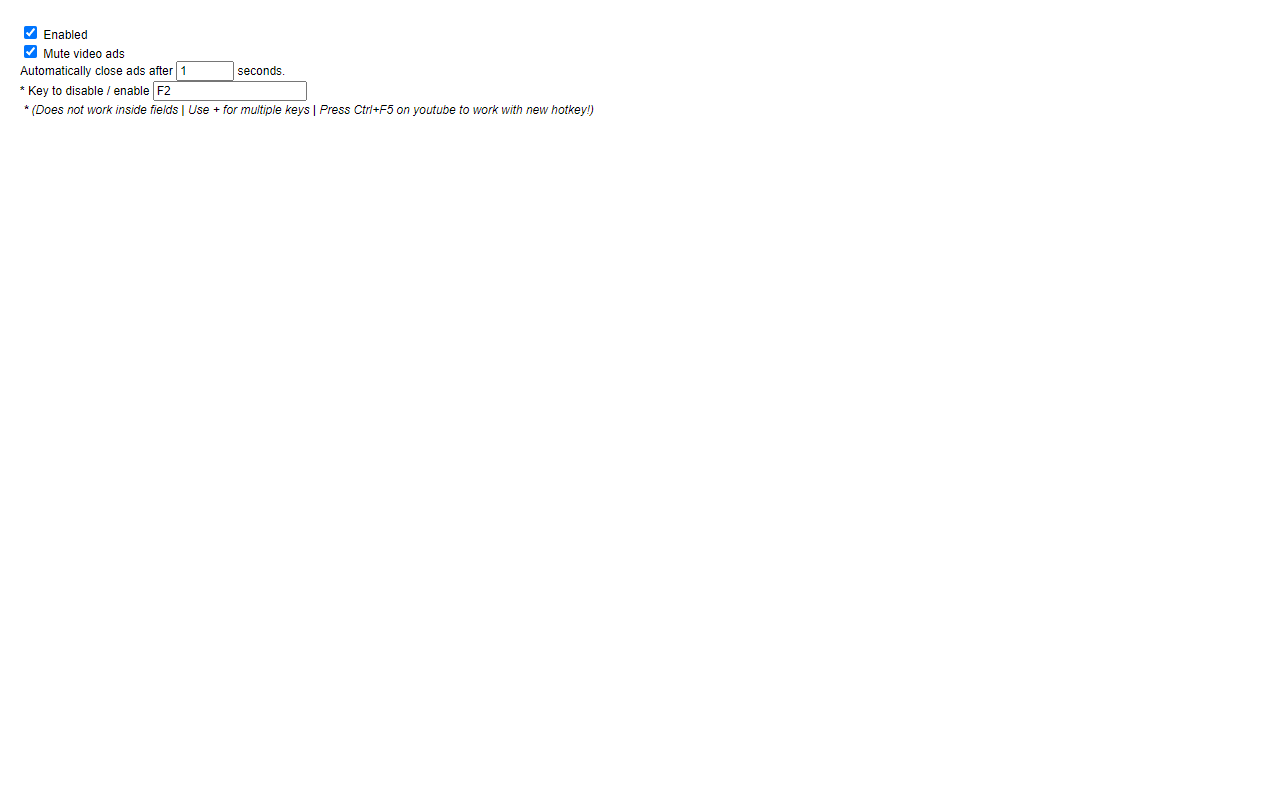 Enabled
Mute video ads
Automatically close ads after 1 seconds.
* Key to disable / enable F2
* (Does not work inside fields | Use + for multiple keys | Press Ctrl+F5 on youtube to work with new hotkey!)